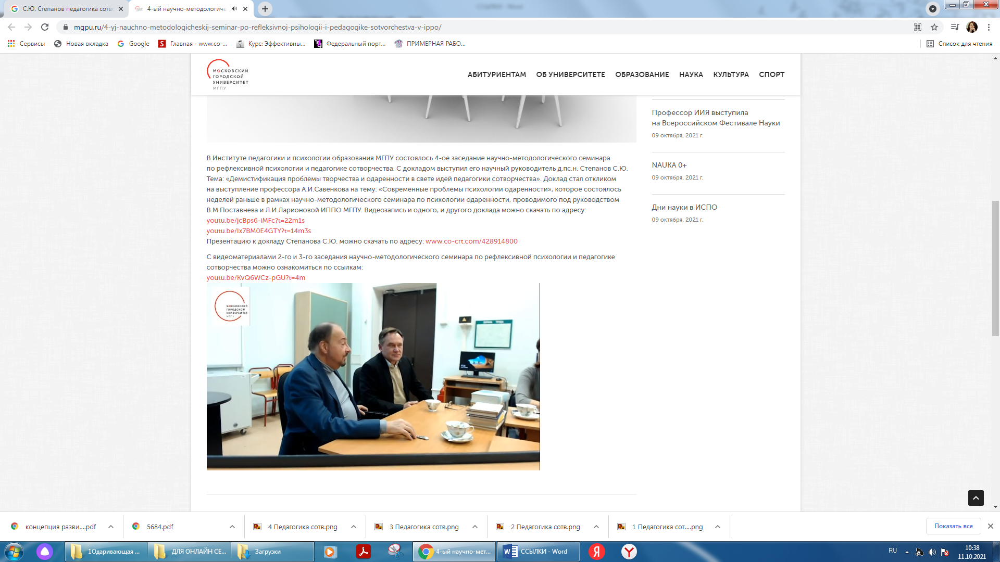 С.Ю. Степанов педагогика сотво
4-ый научно-методологиче
mgpu.ru/4-yj-nauchno-metodologicheskij-seminar-po-refleksivnoj-psihologii-i-pedagogike-sotvorchestva-v-ippo/
Сервисы
Новая вкладка
Google
Главная - www.co-...
Курс: Эффективны...
Федеральный порт...
ПРИМЕРНАЯ РАБО...
Список для чтения
МОСКОВСКИЙ
ГОРОДСКОЙ
УНИВЕРСИТЕТ
МГПУ
АБИТУРИЕНТАМ ОБ УНИВЕРСИТЕТЕ ОБРАЗОВАНИЕ НАУКА КУЛЬТУРА СПОРТ
В Институте педагогики и психологии образования МГПУ состоялось 4-ое заседание научно-методологического семинара
по рефлексивной психологии и педагогике сотворчества. С докладом выступил его научный руководитель д.пс.н. Степанов С.Ю.
Тема: «Демистификация проблемы творчества и одаренности в свете идей педагогики сотворчества». Доклад стал откликом
на выступление профессора А.И.Савенкова на тему: «Современные проблемы психологии одаренности», которое состоялось
неделей раньше в рамках научно-методологического семинара по психологии одаренности, проводимого под руководством
В.М.Поставнева и Л.И.Ларионовой ИППО МГПУ. Видеозапись и одного, и другого доклада можно скачать по адресу:
youtu.be/jcBps6-iMFc?t=22m1s
youtu.be/Ix7BM0E4GTY?t=14m3s
Презентацию к докладу Степанова С.Ю. можно скачать по адресу: www.co-crt.com/428914800
С видеоматериалами 2-го и 3-го заседания научно-методологического семинара по рефлексивной психологии и педагогике
сотворчества можно ознакомиться по ссылкам:
youtu.be/KvQ6WCz-pGU?t=4m
МОСКОВСКИЙ
ГОРОДСКОЙ
УНИВЕРСИТЕТ
МГПУ
ОХРАНА ТРУДА
Профессор ИИЯ выступила
на Всероссийском Фестивале Науки
09 октября, 2021 г.
NAUKA 0+
09 октября, 2021 г.
Дни науки в ИСПО
09 октября, 2021 г.
концепция разви....pdf
5684.pdf
4 Педагогика сотв.png
3 Педагогика сотв.png
2 Педагогика сотв.png
1 Педагогика сот....png
Показать все
1Одаривающая ...
ДЛЯ ОНЛАЙН СЕ...
Загрузки
4-ый научно-мет...
ССЫЛКИ - Word
RU
10:38
11.10.2021